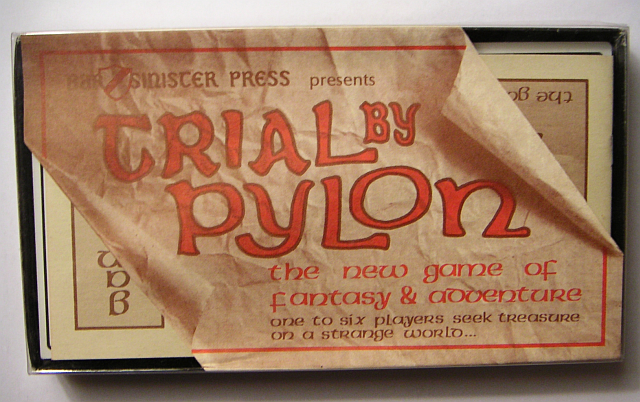 BAR SINISTER PRESS presents
TRIAL BY
PYLON
the new game of
fantasy & adventure
one to six players seek treasure
on a strange world...